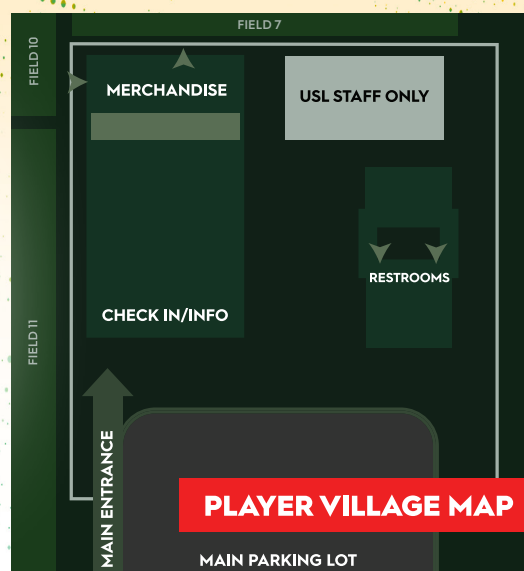 FIELD 7
FIELD 10
MERCHANDISE
USL STAFF ONLY
RESTROOMS
CHECK IN/INFO
FIELD 11
MAIN ENTRANCE
PLAYER VILLAGE MAP
MAIN PARKING LOT